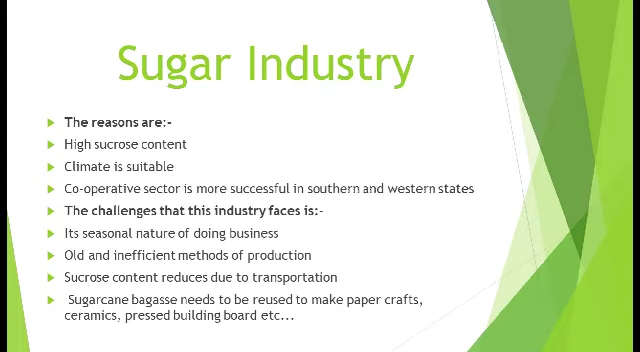 Sugar Industry
The reasons are:-
High sucrose content
Climate is suitable
Co-operative sector is more successful in southern and western states
The challenges that this industry faces is:-
Its seasonal nature of doing business
Old and inefficient methods of production
Sucrose content reduces due to transportation
Sugarcane bagasse needs to be reused to make paper crafts,
ceramics, pressed building board etc...